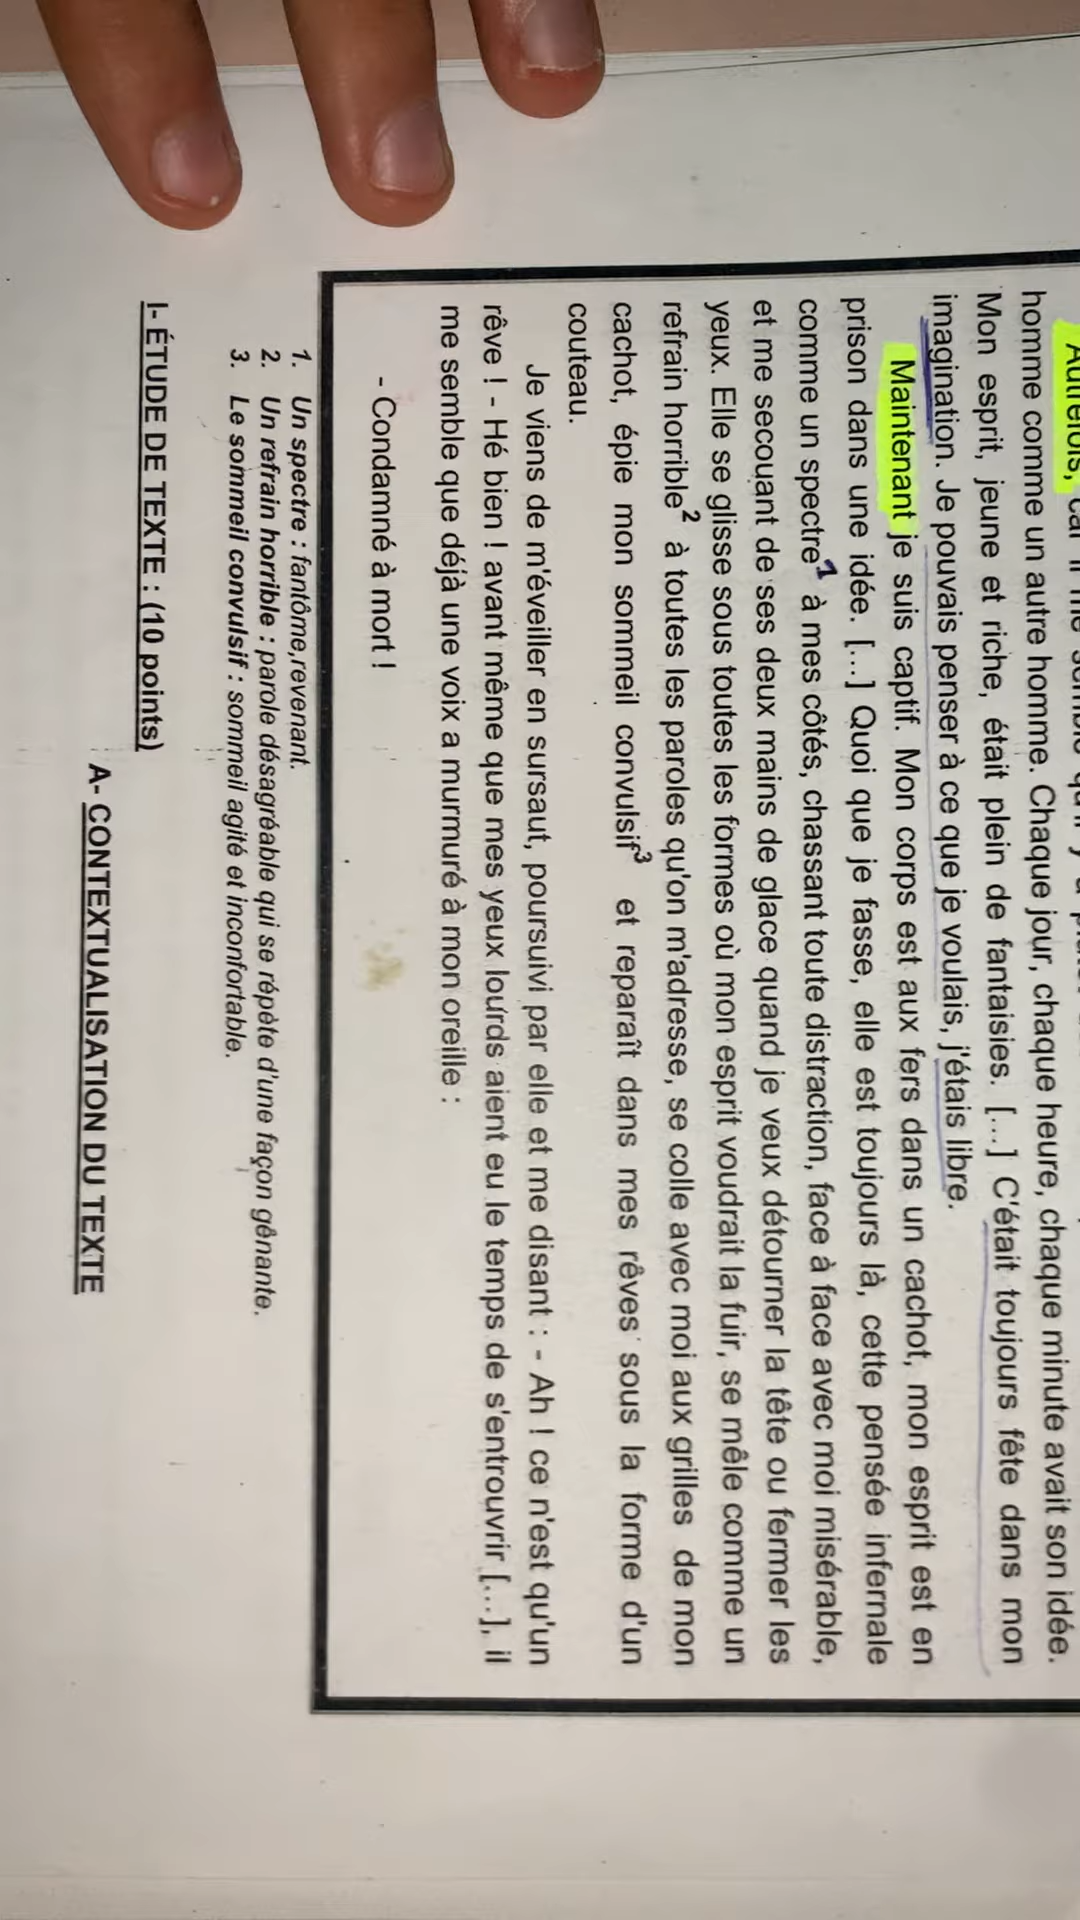 Autrefois, car il me
homme comme un autre homme. Chaque jour, chaque heure, chaque minute avait son idée.
Mon esprit, jeune et riche, était plein de fantaisies. [...] C'était toujours fête dans mon
imagination. Je pouvais penser à ce que je voulais, j'étais libre.
Maintenant je suis captif. Mon corps est aux fers dans un cachot, mon esprit est en
prison dans une idée. [...] Quoi que je fasse, elle est toujours là, cette pensée infernale
comme un spectre1 à mes côtés, chassant toute distraction, face à face avec moi misérable,
et me secouant de ses deux mains de glace quand je veux détourner la tête ou fermer les
yeux. Elle se glisse sous toutes les formes où mon esprit voudrait la fuir, se mêle comme un
refrain horrible2 à toutes les paroles qu'on m'adresse, se colle avec moi aux grilles de mon
cachot, épie mon sommeil convulsif3 et reparaît dans mes rêves sous la forme d'un
couteau.
Je viens de m'éveiller en sursaut, poursuivi par elle et me disant : - Ah ! ce n'est qu'un
rêve ! - Hé bien ! avant même que mes yeux lourds aient eu le temps de s'entrouvrir [...], il
me semble que déjà une voix a murmuré à mon oreille :
- Condamné à mort !
1. Un spectre : fantôme,revenant.
2. Un refrain horrible : parole désagréable qui se répète d'une façon gênante.
3. Le sommeil convulsif : sommeil agité et inconfortable.
I- ÉTUDE DE TEXTE : (10 points)
A- CONTEXTUALISATION DU TEXTE